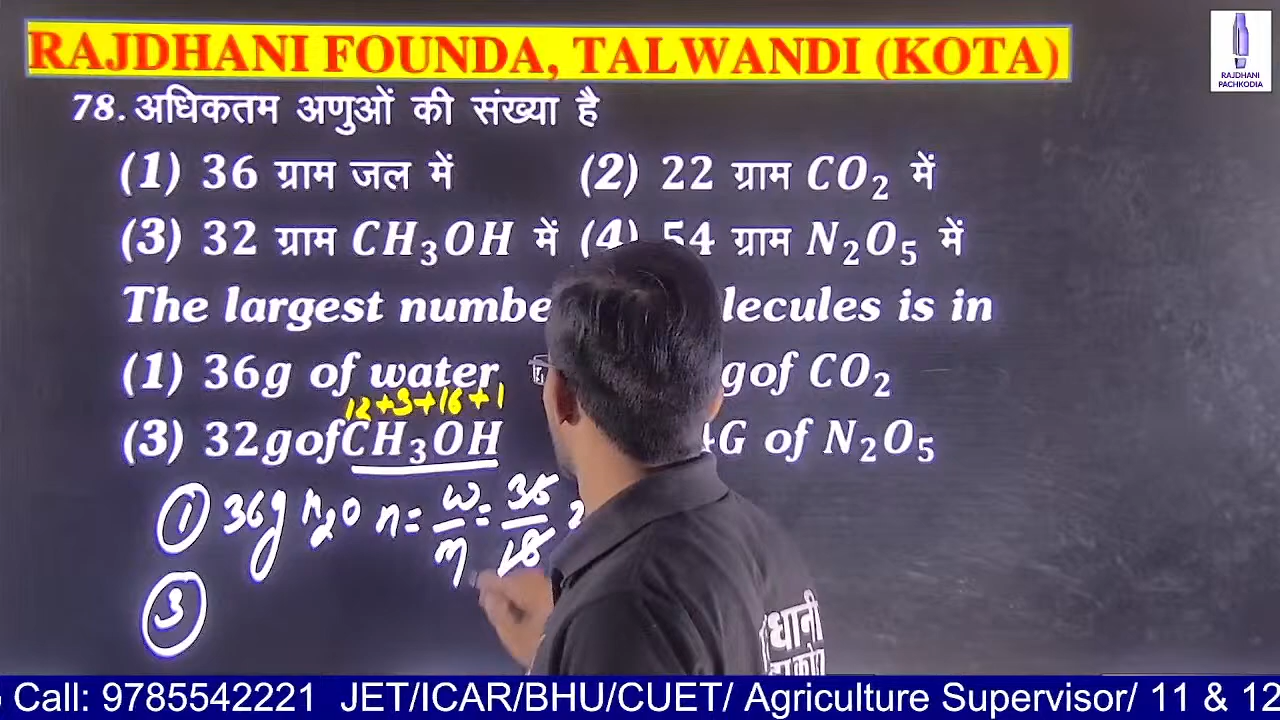 RAJDHANI FOUNDA, TALWANDI (KOTA)
RAJDHANI
PACHKODIA
78. अधिकतम अणुओं की संख्या है
(1) 36 ग्राम जल में (2) 22 ग्राम CO₂ में
(3) 32 ग्राम CH₃OH में (4) 54 ग्राम N₂O₅ में
The largest numbe lecules is in
(1) 36g of water gof CO₂
12+3+16+1
(3) 32gofCH₃OH 4G of N₂O₅
① 36g H₂O n = w/m = 36/18 2
③
धानी
Call: 9785542221 JET/ICAR/BHU/CUET/ Agriculture Supervisor/ 11 & 12